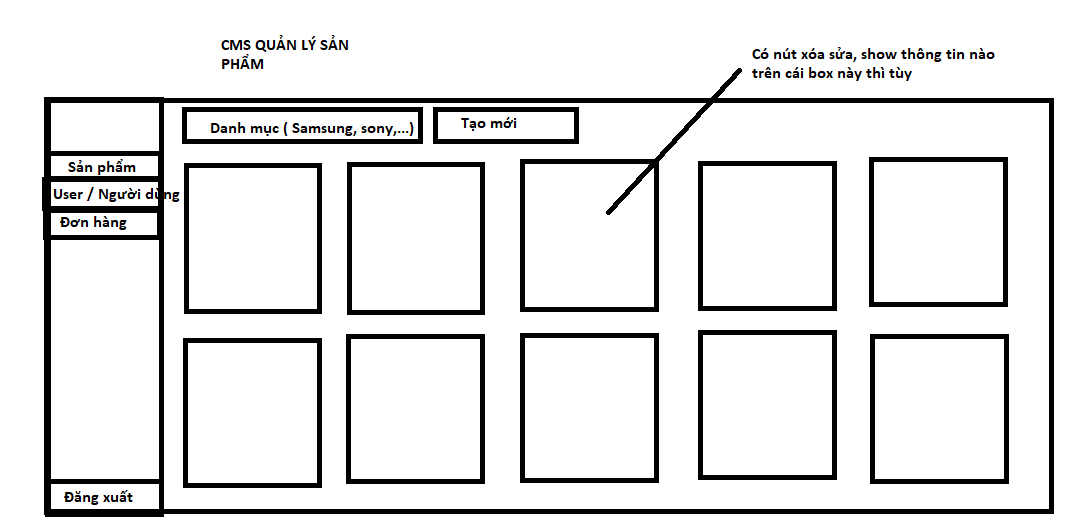 CMS QUẢN LÝ SẢN
PHẨM
Có nút xóa sửa, show thông tin nào
trên cái box này thì tùy
Danh mục ( Samsung, sony,...)
Tạo mới
Sản phẩm
User / Người dùng
Đơn hàng
Đăng xuất